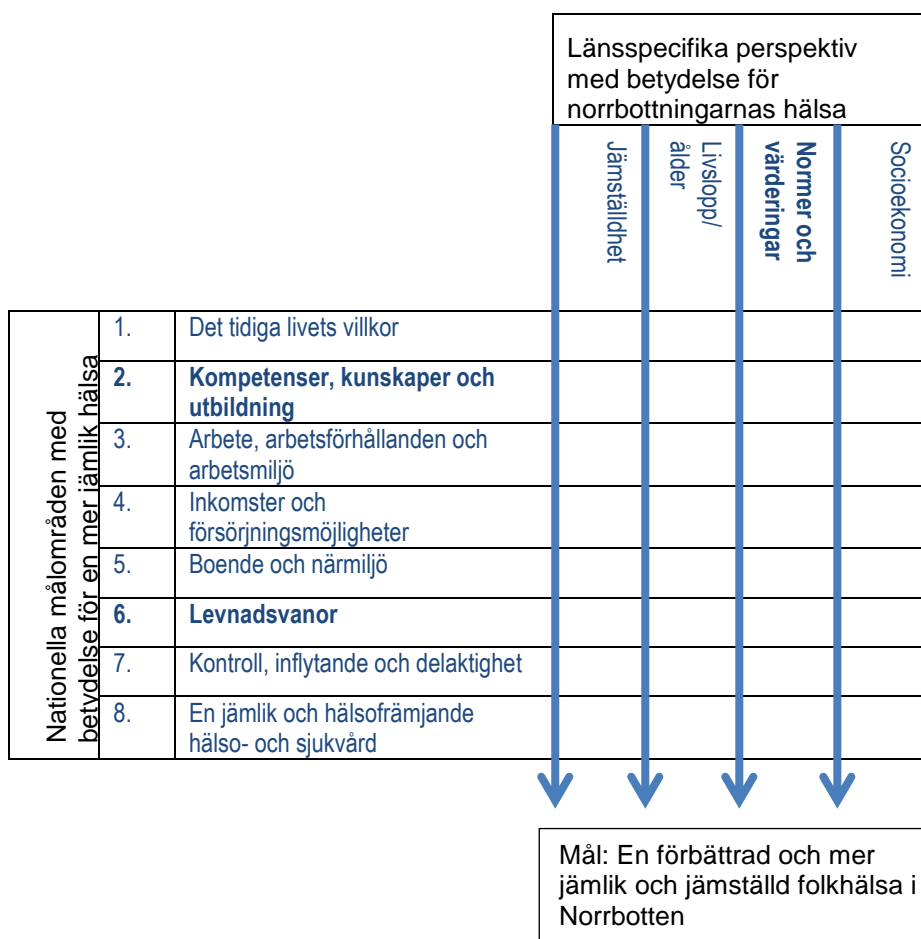 Länsspecifika perspektiv
med betydelse för
norrbottningarnas hälsa
Jämställdhet
Livslopp/
ålder
Normer och
värderingar
Socioekonomi
Nationella målområden med
betydelse för en mer jämlik hälsa
1. Det tidiga livets villkor
2. Kompetenser, kunskaper och
utbildning
3. Arbete, arbetsförhållanden och
arbetsmiljö
4. Inkomster och
försörjningsmöjligheter
5. Boende och närmiljö
6. Levnadsvanor
7. Kontroll, inflytande och delaktighet
8. En jämlik och hälsofrämjande
hälso- och sjukvård
Mål: En förbättrad och mer
jämlik och jämställd folkhälsa i
Norrbotten